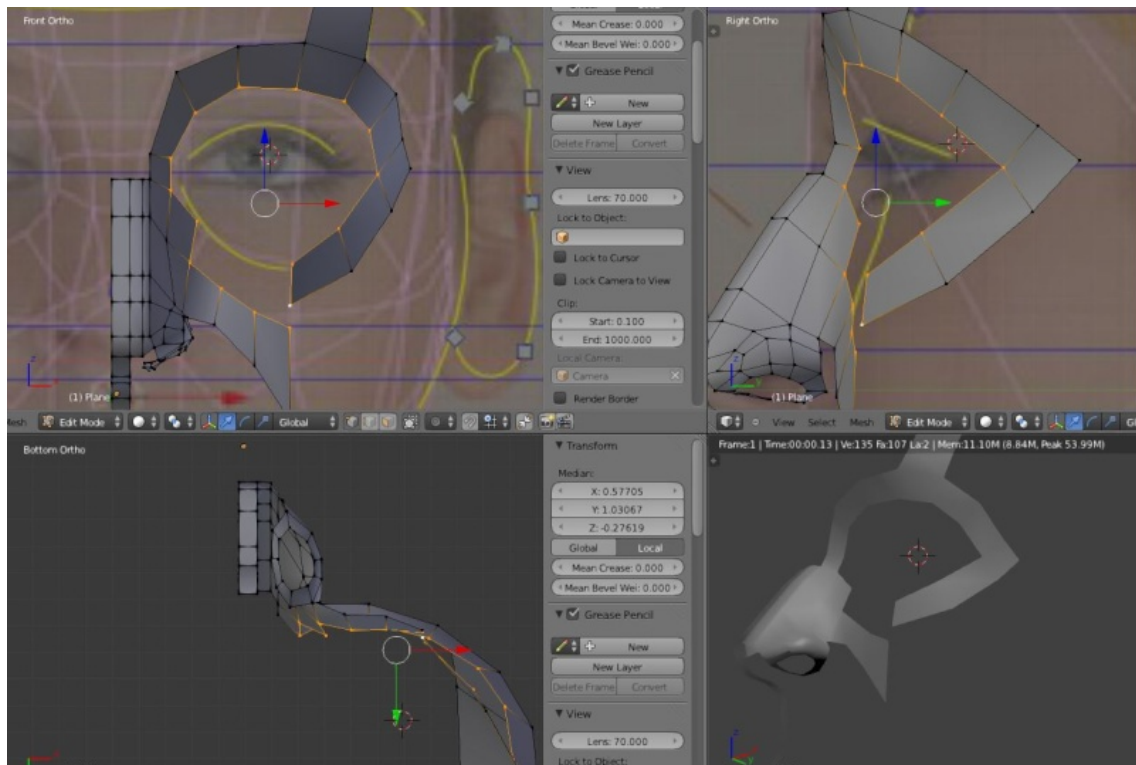 Front Ortho
Global Local
Mean Crease: 0.000
Mean Bevel Wei: 0.000
Grease Pencil
New
New Layer
Delete Frame Convert
View
Lens: 70.000
Lock to Object:
Lock to Cursor
Lock Camera to View
Clip:
Start: 0.100
End: 1000.000
Local Camera:
Camera
Render Border
z
x
(1) Plane
Mesh Edit Mode Global
Right Ortho
z
y
(1) Plane
View Select Mesh Edit Mode Gl
Bottom Ortho
Transform
Median:
X: 0.57705
Y: 1.03067
Z: -0.27619
Global Local
Mean Crease: 0.000
Mean Bevel Wei: 0.000
Grease Pencil
New
New Layer
Delete Frame Convert
View
Lens: 70.000
Lock to Object:
Frame:1 | Time:00:00.13 | Ve:135 Fa:107 La:2 | Mem:11.10M (8.84M, Peak 53.99M)